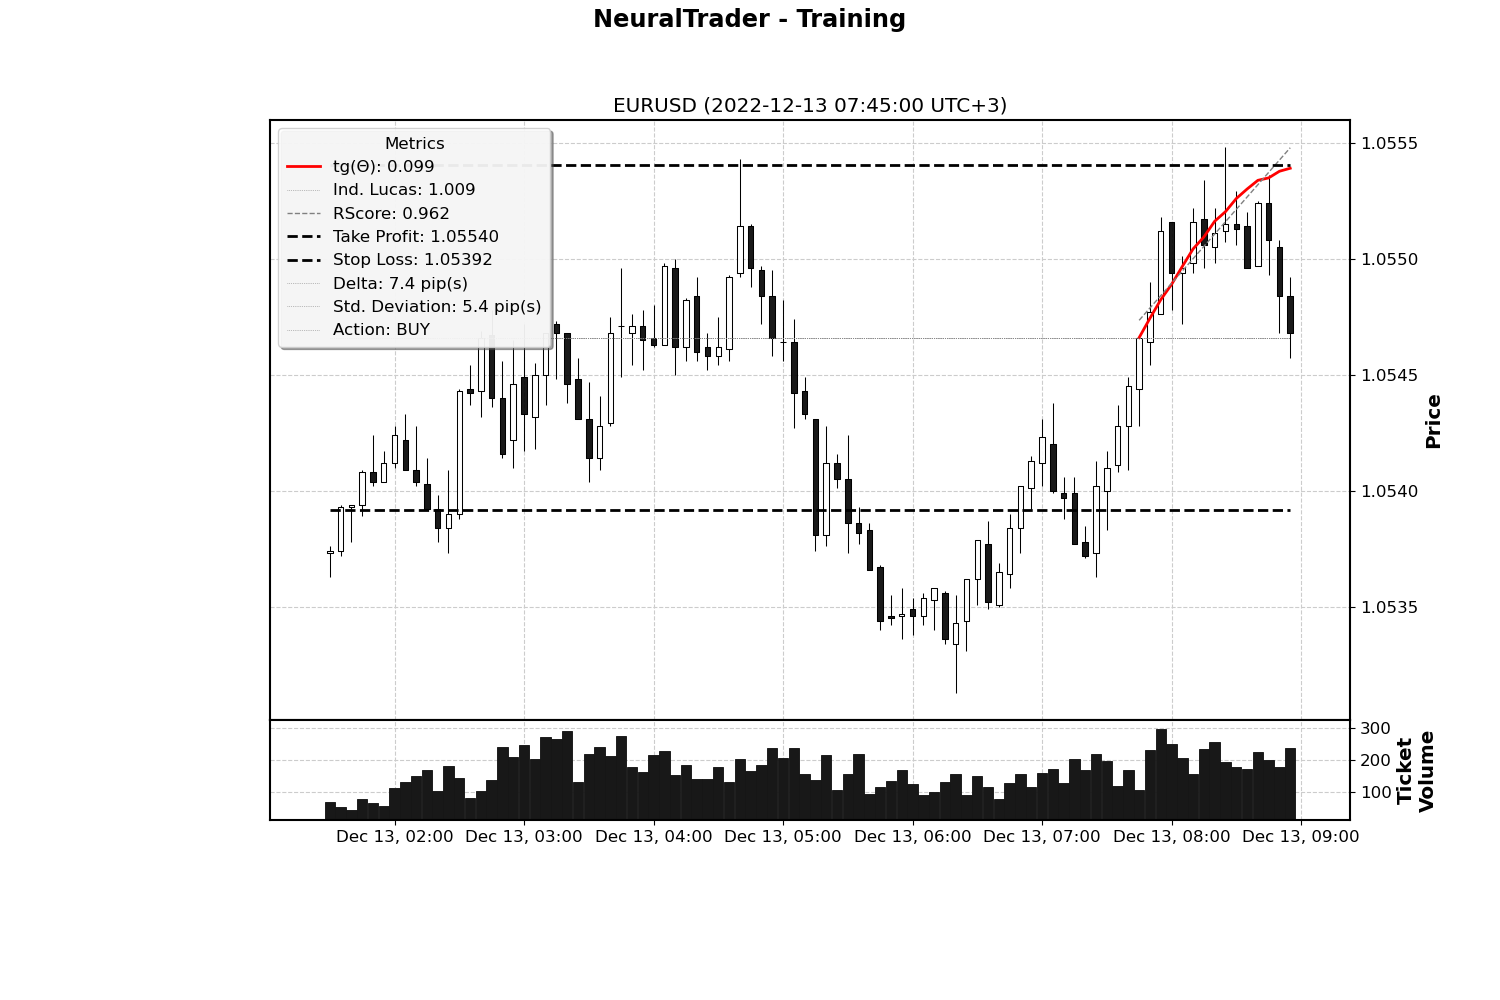 NeuralTrader - Training
EURUSD (2022-12-13 07:45:00 UTC+3)
Metrics
tg(Θ): 0.099
Ind. Lucas: 1.009
RScore: 0.962
Take Profit: 1.05540
Stop Loss: 1.05392
Delta: 7.4 pip(s)
Std. Deviation: 5.4 pip(s)
Action: BUY
1.0555
1.0550
1.0545
1.0540
1.0535
Price
300
200
100
Ticket
Volume
Dec 13, 02:00
Dec 13, 03:00
Dec 13, 04:00
Dec 13, 05:00
Dec 13, 06:00
Dec 13, 07:00
Dec 13, 08:00
Dec 13, 09:00